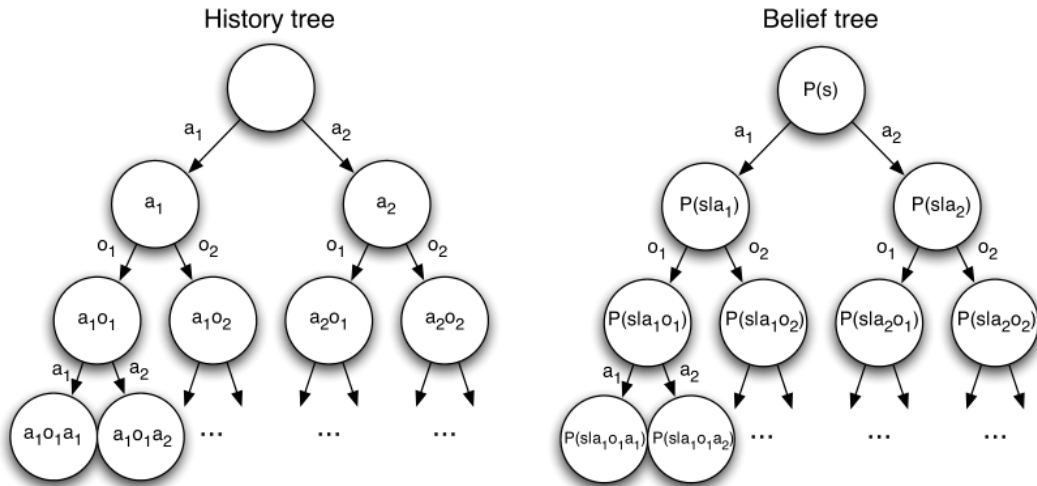 History tree
a₁ a₂
a₁ a₂
o₁ o₂ o₁ o₂
a₁o₁ a₁o₂ a₂o₁ a₂o₂
a₁ a₂
a₁o₁a₁ a₁o₁a₂ ... ... ...
Belief tree
P(s)
a₁ a₂
P(s|a₁) P(s|a₂)
o₁ o₂ o₁ o₂
P(s|a₁o₁) P(s|a₁o₂) P(s|a₂o₁) P(s|a₂o₂)
a₁ a₂
P(s|a₁o₁a₁) P(s|a₁o₁a₂) ... ... ...